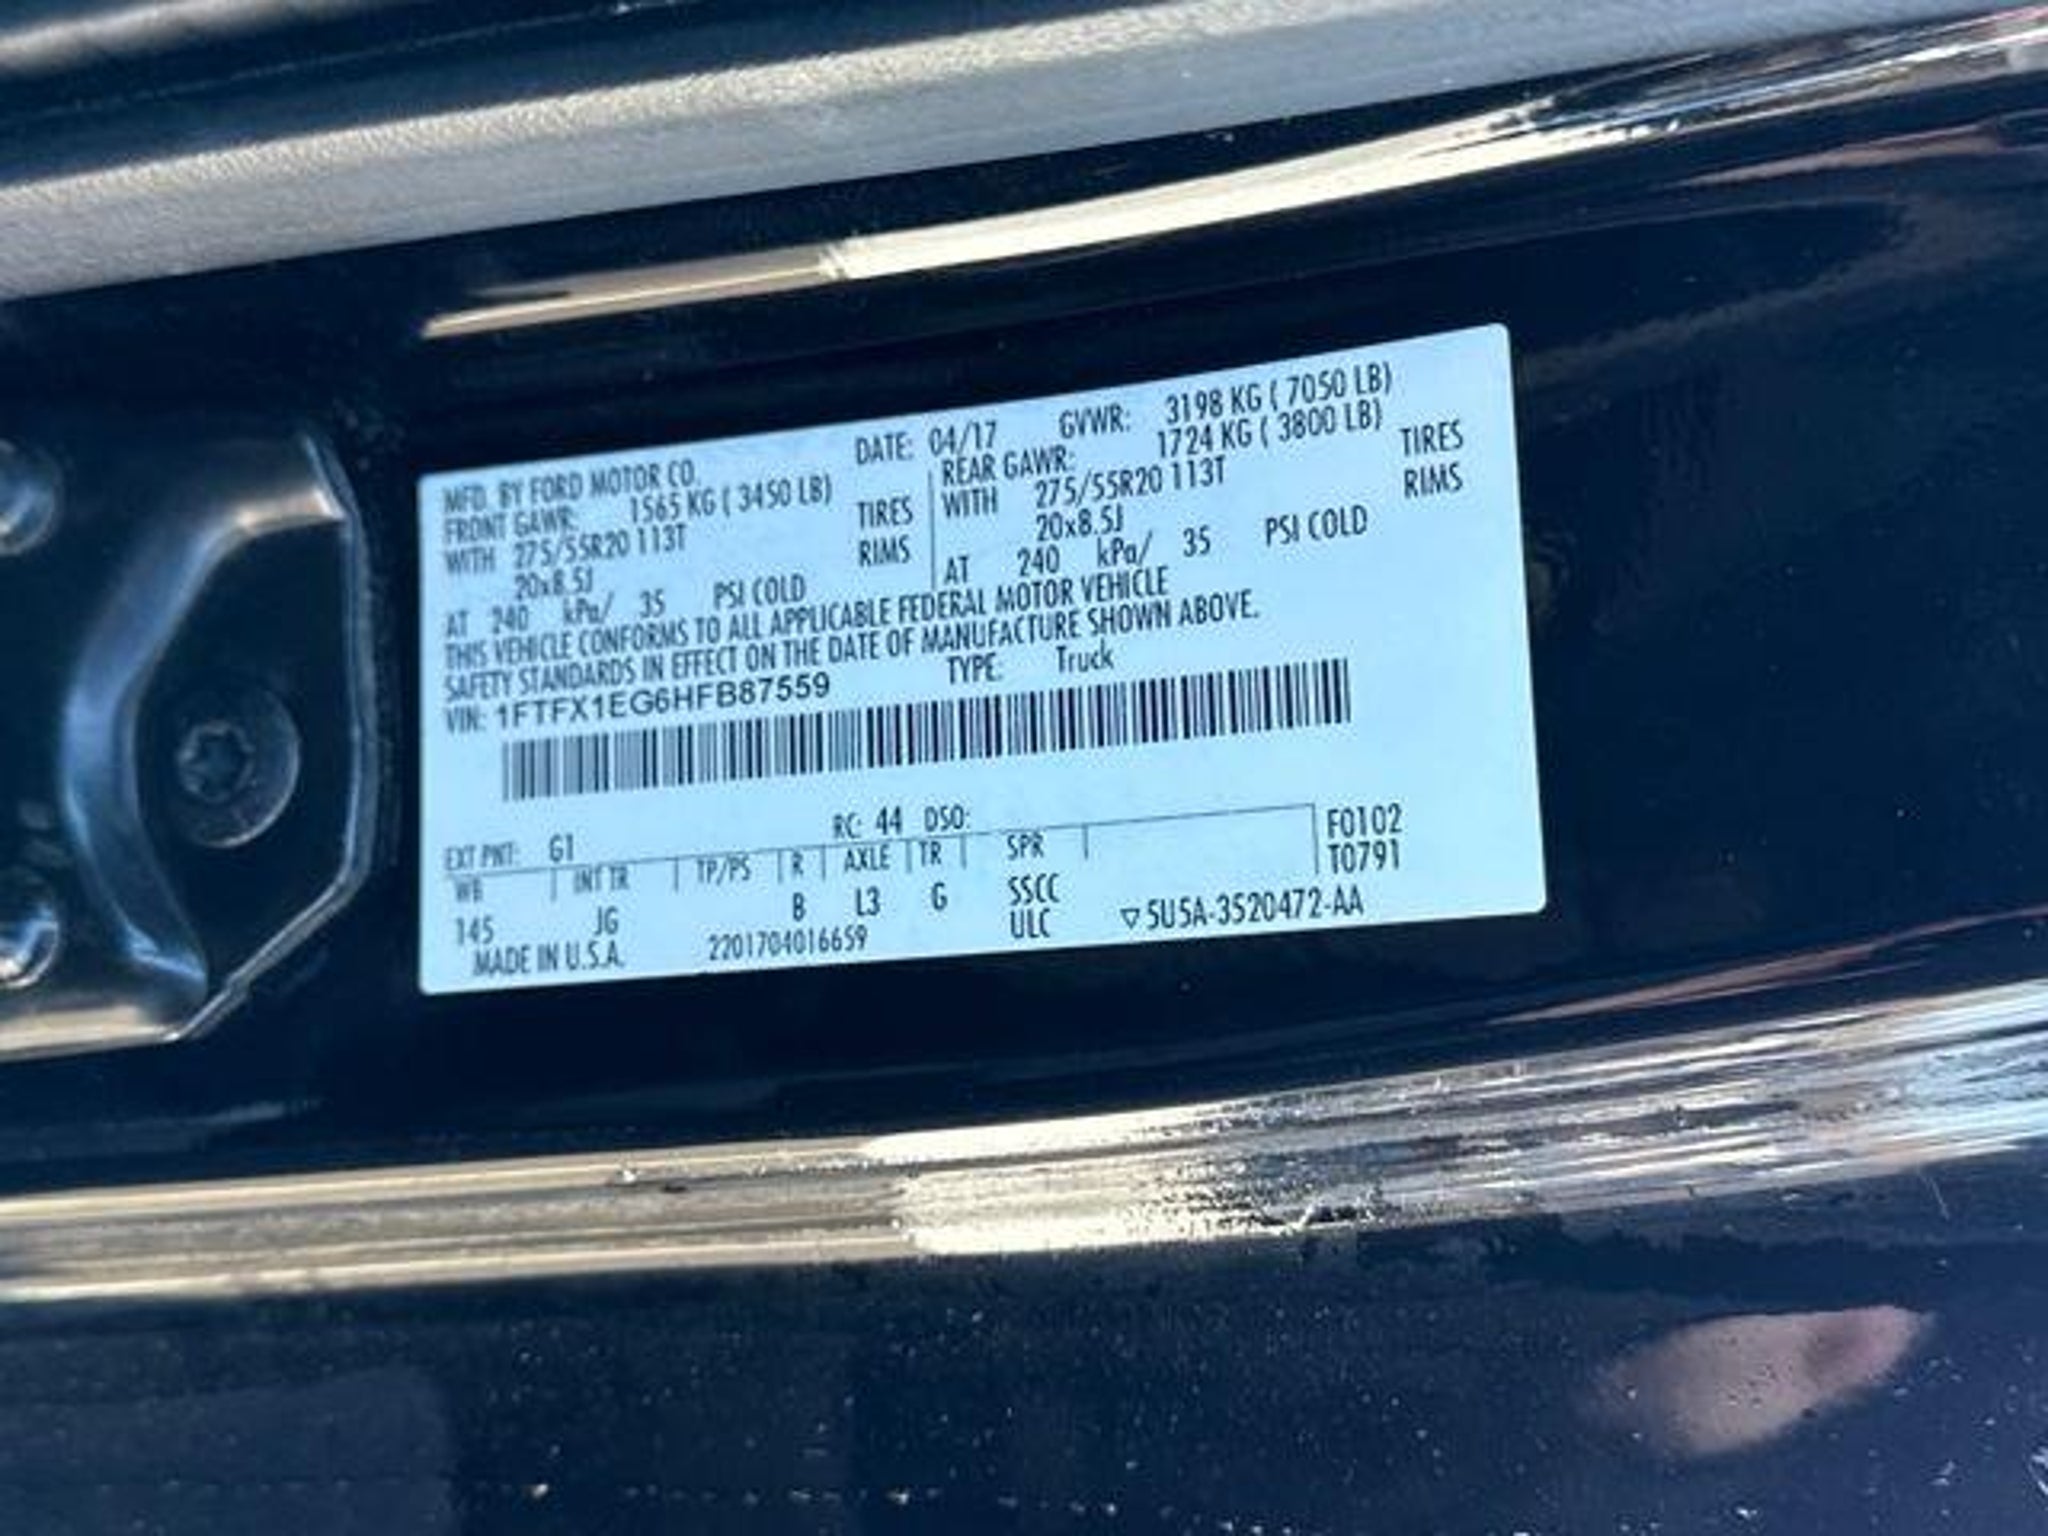 MFD. BY FORD MOTOR CO. DATE: 04/17 GVWR: 3198 KG ( 7050 LB)
FRONT GAWR: 1565 KG ( 3450 LB) REAR GAWR: 1724 KG ( 3800 LB)
WITH 275/55R20 113T TIRES WITH 275/55R20 113T TIRES
20x8.5J RIMS 20x8.5J RIMS
AT 240 kPa/ 35 PSI COLD AT 240 kPa/ 35 PSI COLD
THIS VEHICLE CONFORMS TO ALL APPLICABLE FEDERAL MOTOR VEHICLE
SAFETY STANDARDS IN EFFECT ON THE DATE OF MANUFACTURE SHOWN ABOVE.
VIN: 1FTFX1EG6HFB87559 TYPE: Truck
EXT PNT: G1 RC: 44 DSO: F0102
WB INT TR TP/PS R AXLE TR SPR T0791
145 JG B L3 G SSCC
MADE IN U.S.A. 2201704016659 ULC ▽5U5A-3520472-AA